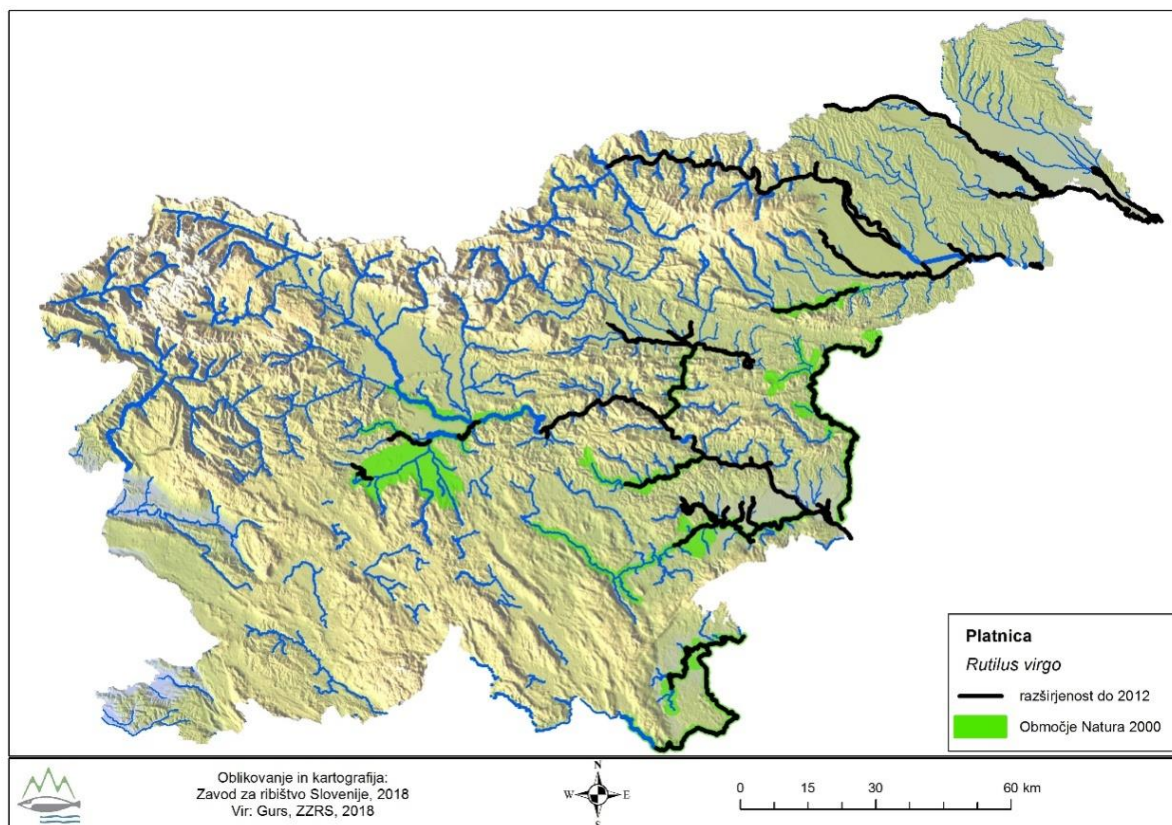 Platnica
Rutilus virgo
razširjenost do 2012
Območje Natura 2000
Oblikovanje in kartografija:
Zavod za ribištvo Slovenije, 2018
Vir: Gurs, ZZRS, 2018
N
W E
S
0 15 30 60 km